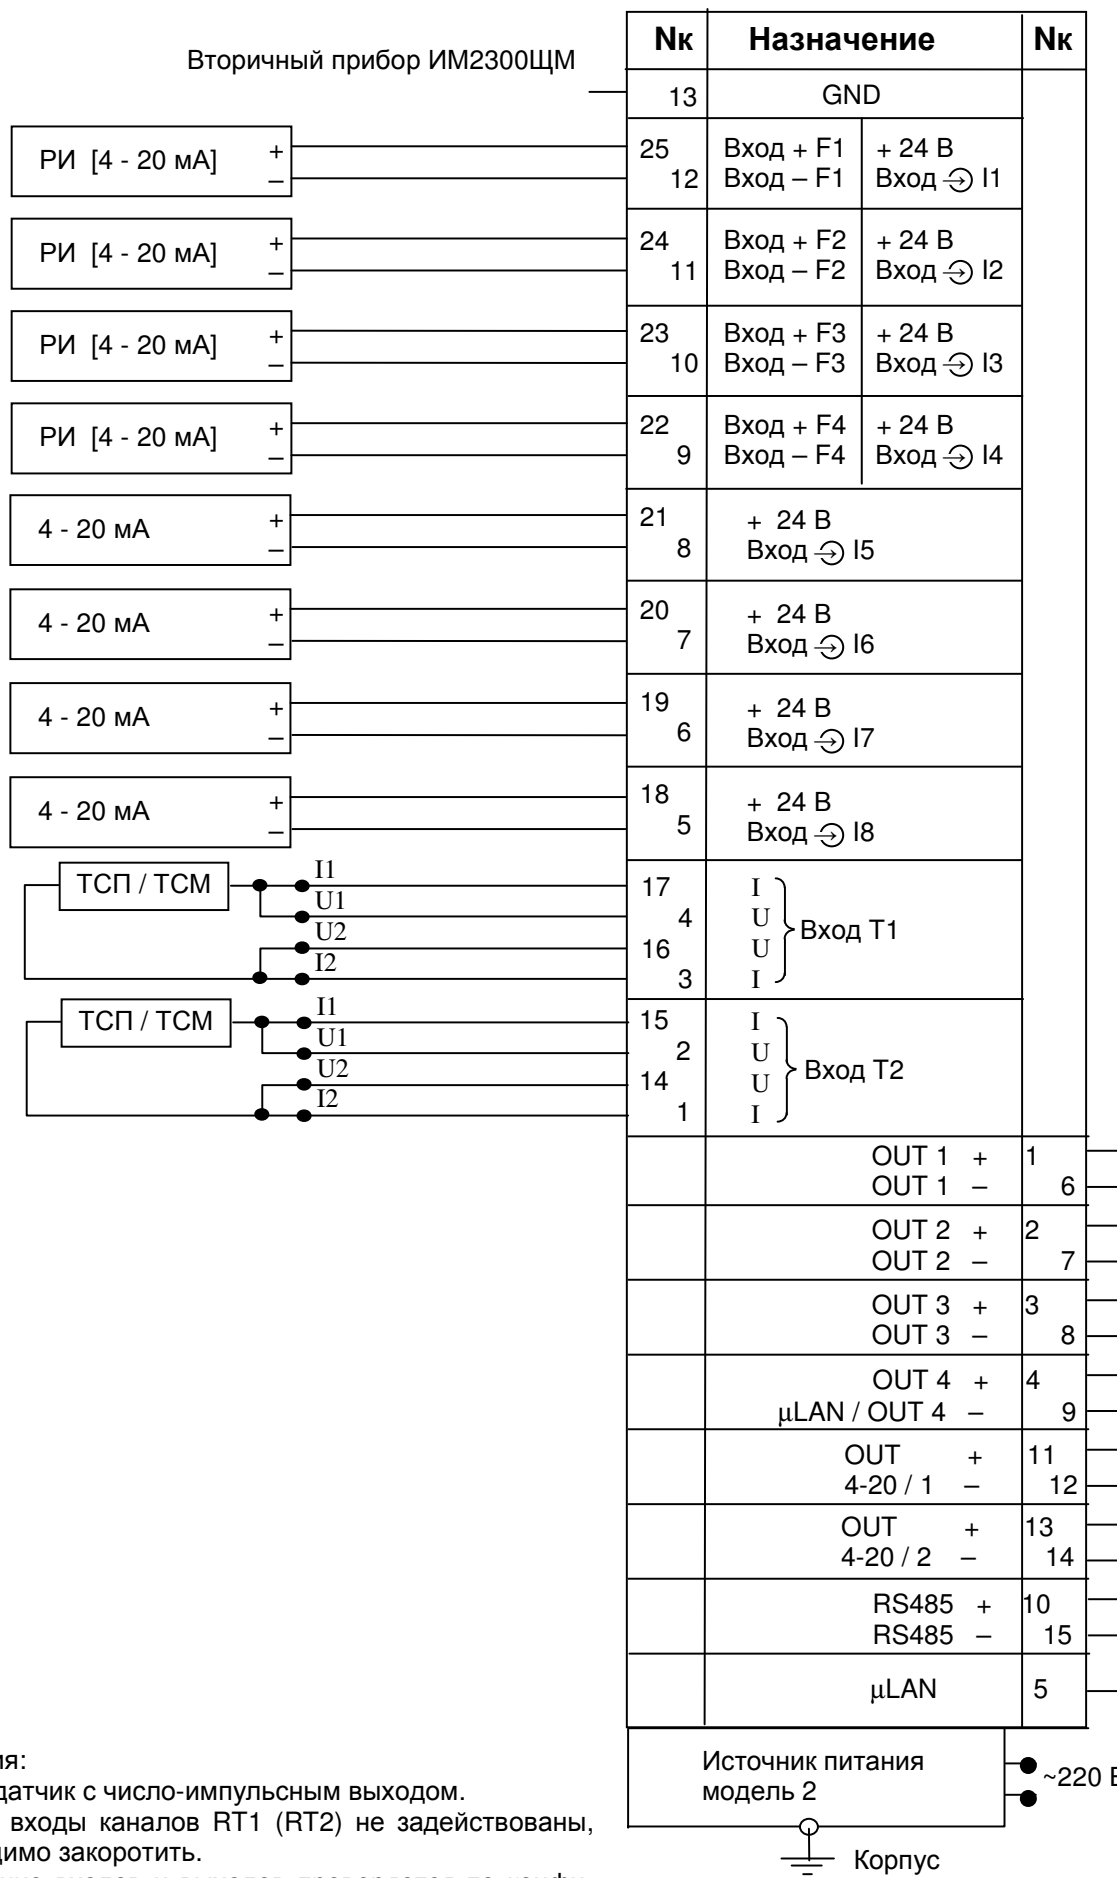 Вторичный прибор ИМ2300ЩМ
Nк Назначение Nк
13 GND
РИ [4 - 20 мА] + 25 Вход + F1 + 24 В
– 12 Вход – F1 Вход I1
РИ [4 - 20 мА] + 24 Вход + F2 + 24 В
– 11 Вход – F2 Вход I2
РИ [4 - 20 мА] + 23 Вход + F3 + 24 В
– 10 Вход – F3 Вход I3
РИ [4 - 20 мА] + 22 Вход + F4 + 24 В
– 9 Вход – F4 Вход I4
4 - 20 мА + 21 + 24 В
– 8 Вход I5
4 - 20 мА + 20 + 24 В
– 7 Вход I6
4 - 20 мА + 19 + 24 В
– 6 Вход I7
4 - 20 мА + 18 + 24 В
– 5 Вход I8
ТСП / ТСМ I1 17 I
U1 4 U Вход Т1
U2 16 U
I2 3 I
ТСП / ТСМ I1 15 I
U1 2 U Вход Т2
U2 14 U
I2 1 I
OUT 1 + 1
OUT 1 – 6
OUT 2 + 2
OUT 2 – 7
OUT 3 + 3
OUT 3 – 8
OUT 4 + 4
µLAN / OUT 4 – 9
OUT + 11
4-20 / 1 – 12
OUT + 13
4-20 / 2 – 14
RS485 + 10
RS485 – 15
µLAN 5
Источник питания
модель 2
~220
Корпус
ия:
датчик с число-импульсным выходом.
входы каналов RT1 (RT2) не задействованы,
димо закоротить.